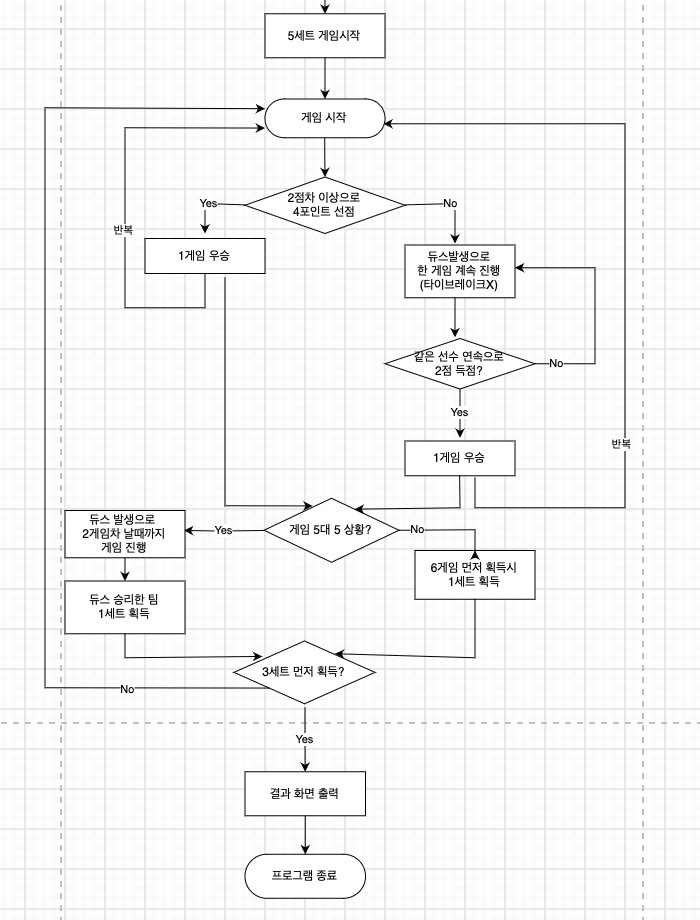 5세트 게임시작
게임 시작
2점차 이상으로
4포인트 선점
Yes
No
반복
1게임 우승
듀스발생으로
한 게임 계속 진행
(타이브레이크X)
같은 선수 연속으로
2점 득점?
No
Yes
반복
1게임 우승
게임 5대 5 상황?
Yes
No
듀스 발생으로
2게임차 날때까지
게임 진행
6게임 먼저 획득시
1세트 획득
듀스 승리한 팀
1세트 획득
3세트 먼저 획득?
No
Yes
결과 화면 출력
프로그램 종료